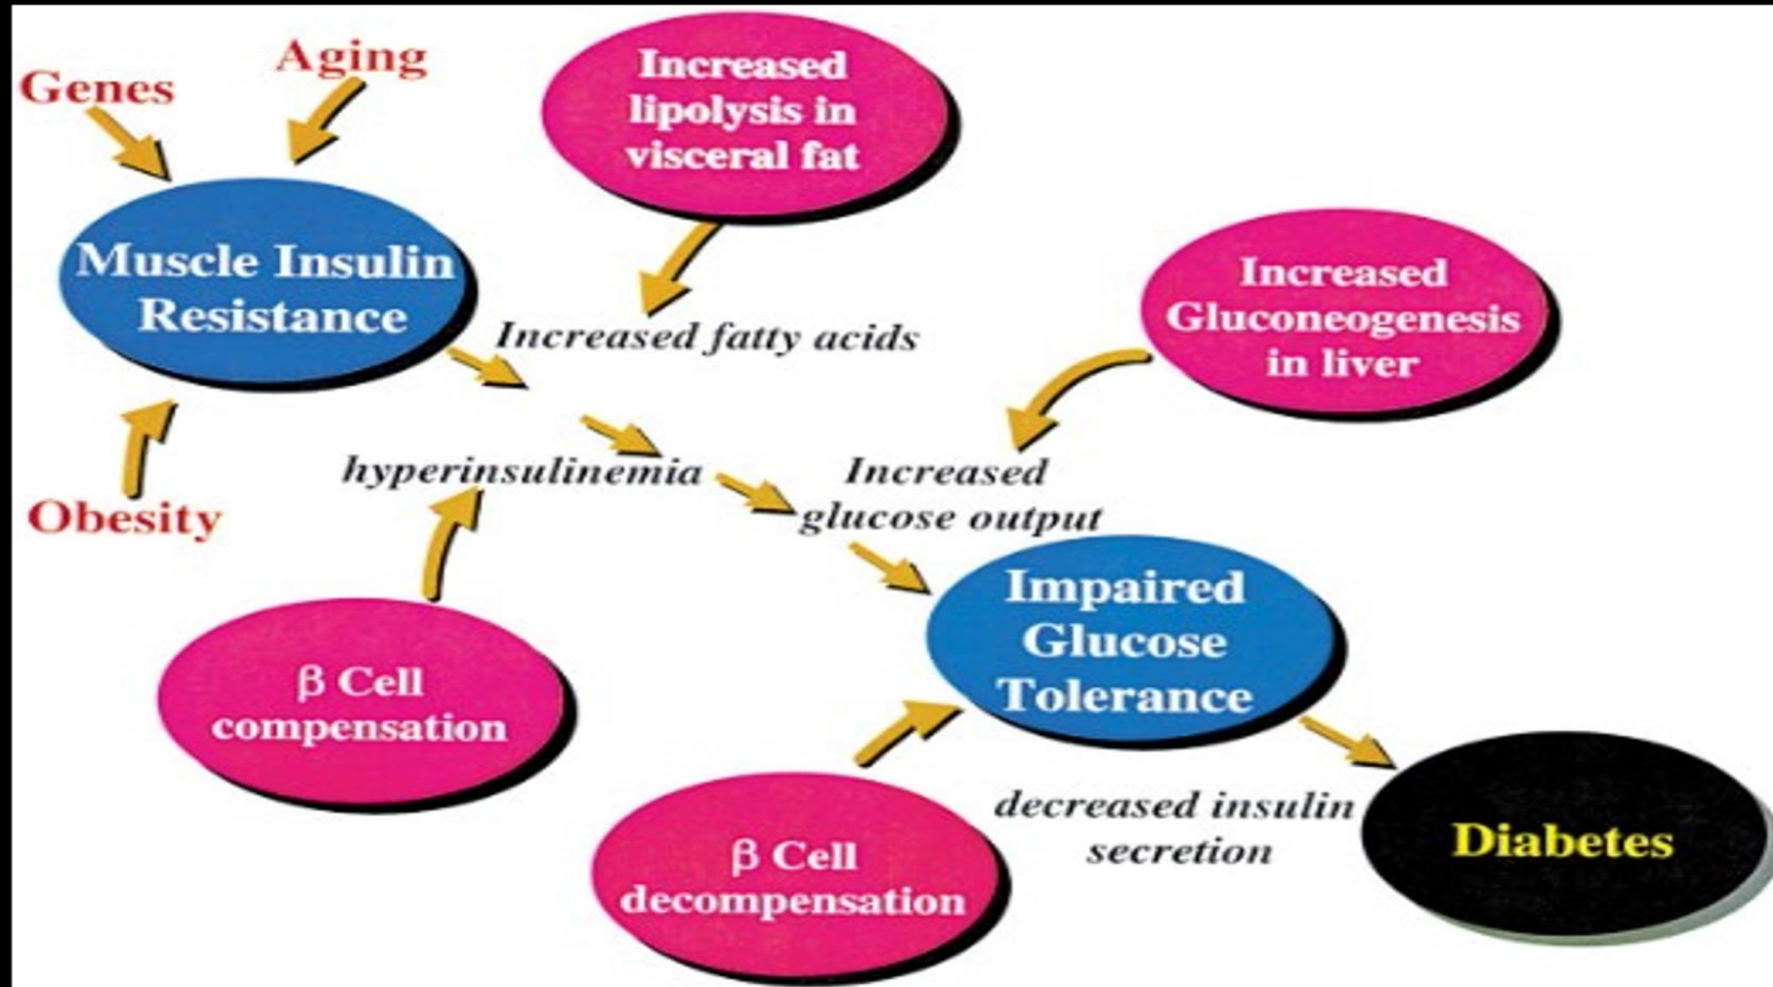 Genes
Aging
Increased
lipolysis in
visceral fat
Muscle Insulin
Resistance
Increased fatty acids
Increased
Gluconeogenesis
in liver
Obesity
hyperinsulinemia
Increased
glucose output
β Cell
compensation
Impaired
Glucose
Tolerance
β Cell
decompensation
decreased insulin
secretion
Diabetes